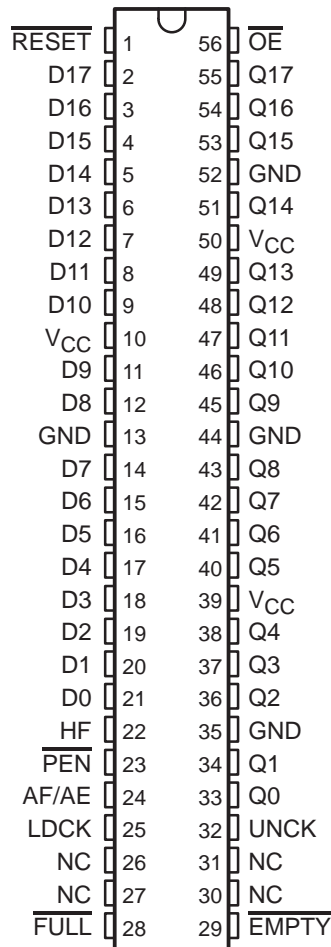 R̅E̅S̅E̅T̅ 1 56 O̅E̅
D17 2 55 Q17
D16 3 54 Q16
D15 4 53 Q15
D14 5 52 GND
D13 6 51 Q14
D12 7 50 VCC
D11 8 49 Q13
D10 9 48 Q12
VCC 10 47 Q11
D9 11 46 Q10
D8 12 45 Q9
GND 13 44 GND
D7 14 43 Q8
D6 15 42 Q7
D5 16 41 Q6
D4 17 40 Q5
D3 18 39 VCC
D2 19 38 Q4
D1 20 37 Q3
D0 21 36 Q2
HF 22 35 GND
P̅E̅N̅ 23 34 Q1
AF/AE 24 33 Q0
LDCK 25 32 UNCK
NC 26 31 NC
NC 27 30 NC
F̅U̅L̅L̅ 28 29 E̅M̅P̅T̅Y̅